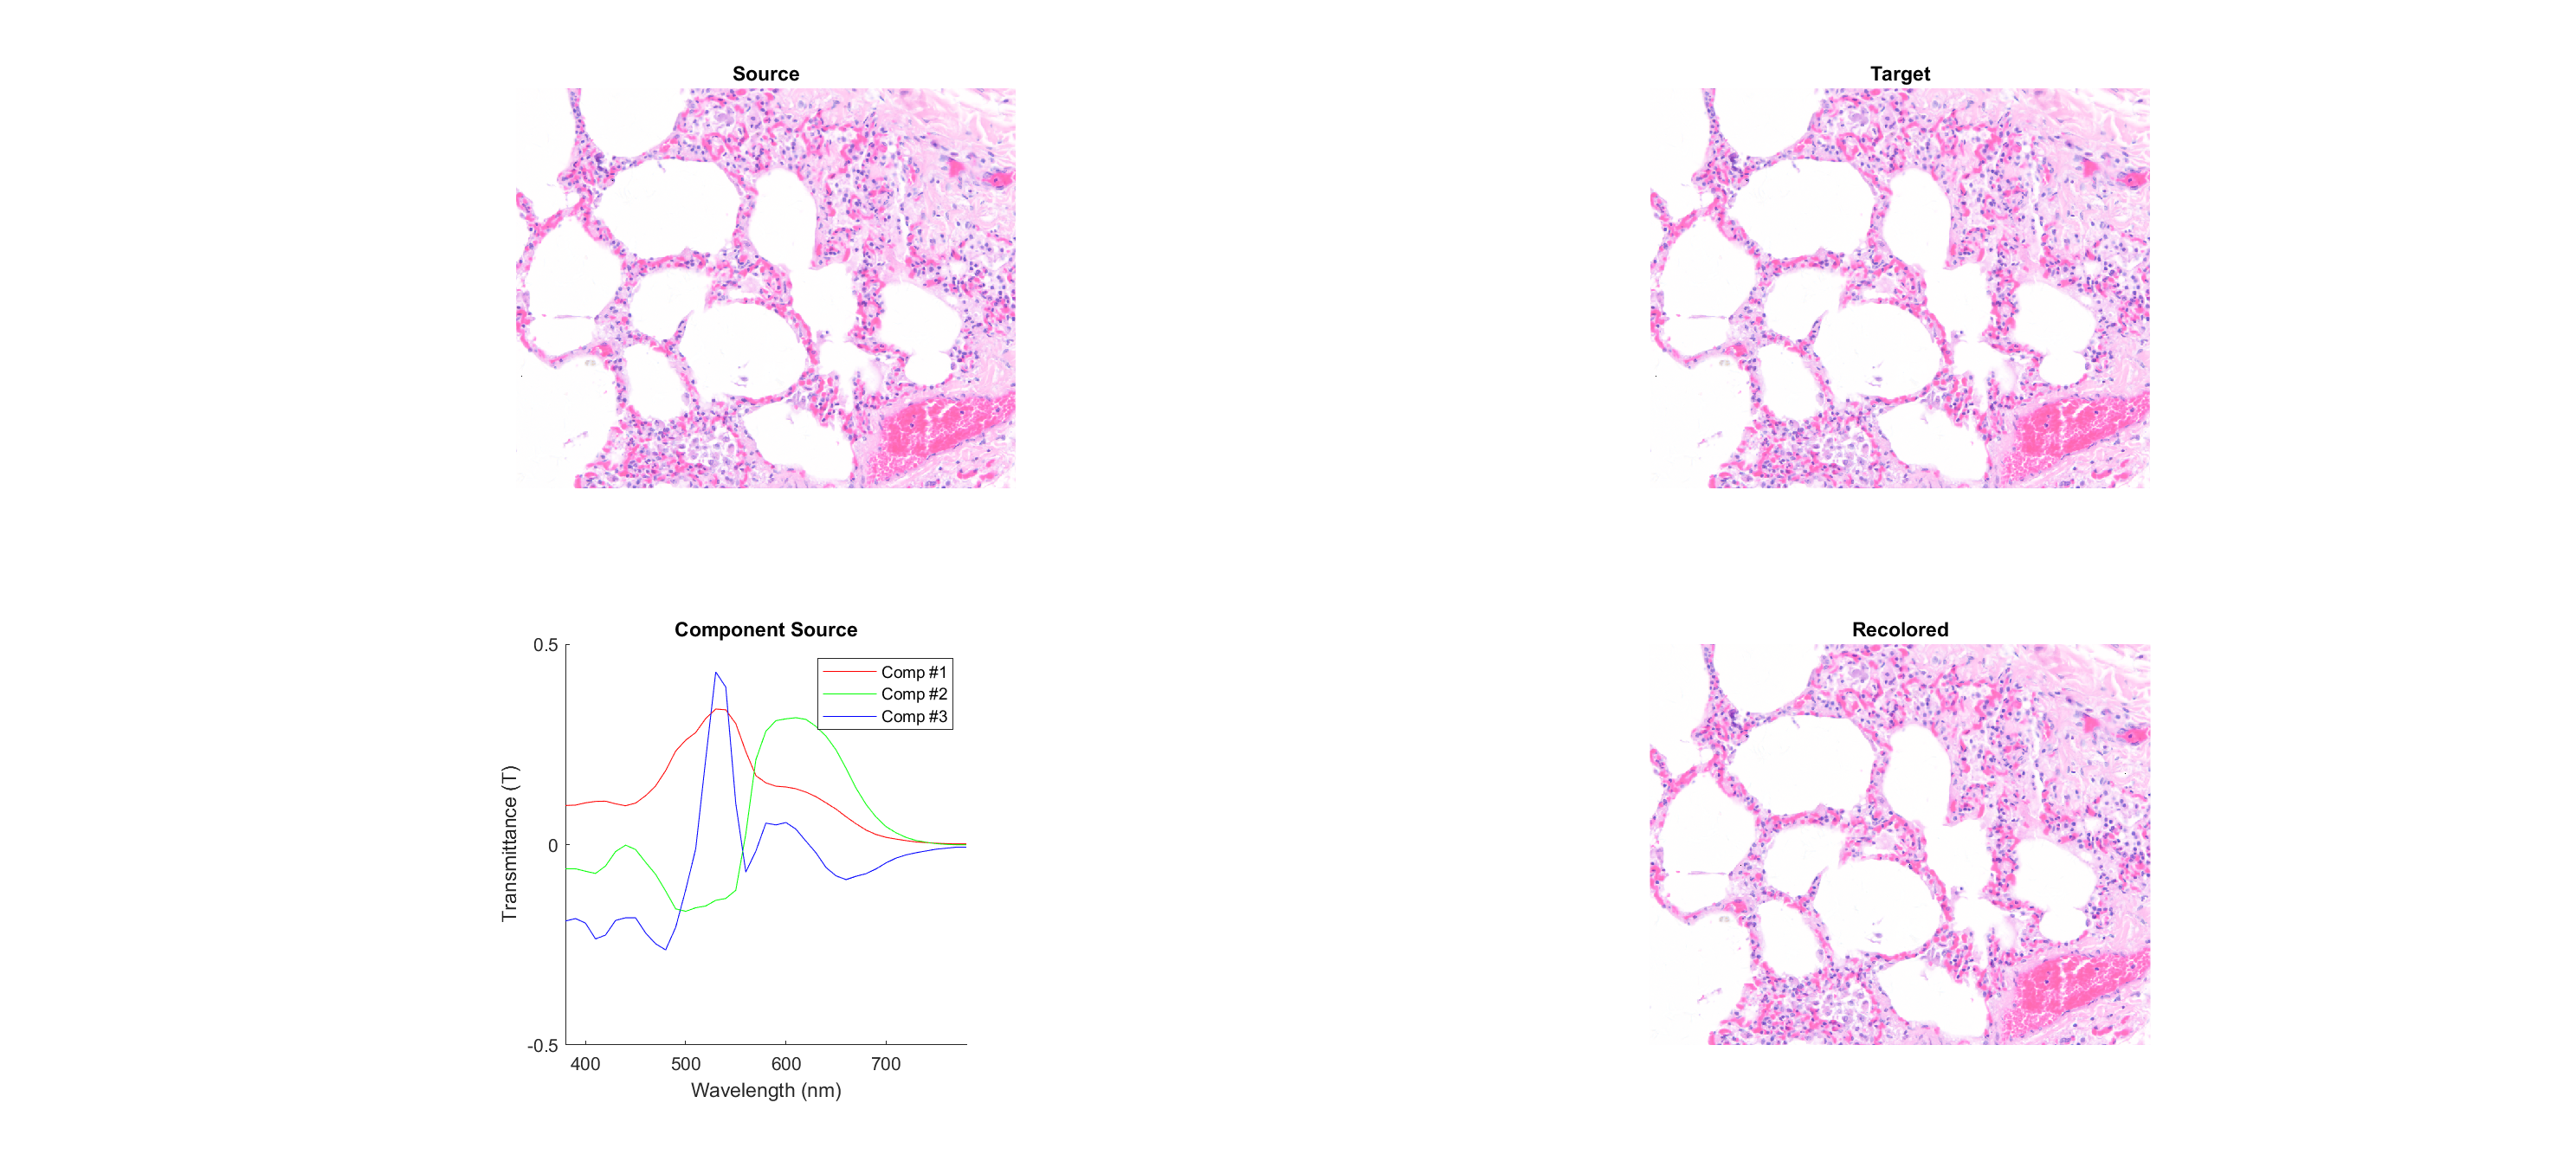 Source
Target
Component Source
0.5
0
-0.5
Transmittance (T)
400 500 600 700
Wavelength (nm)
Comp #1
Comp #2
Comp #3
Recolored